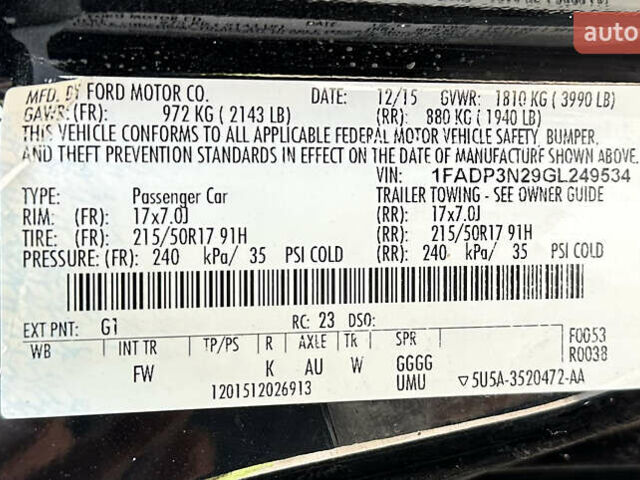 auto
MFD. BY FORD MOTOR CO. DATE: 12/15 GVWR: 1810 KG ( 3990 LB)
GAWR: (FR): 972 KG ( 2143 LB) (RR): 880 KG ( 1940 LB)
THIS VEHICLE CONFORMS TO ALL APPLICABLE FEDERAL MOTOR VEHICLE SAFETY, BUMPER,
AND THEFT PREVENTION STANDARDS IN EFFECT ON THE DATE OF MANUFACTURE SHOWN ABOVE.
VIN: 1FADP3N29GL249534
TYPE: Passenger Car TRAILER TOWING - SEE OWNER GUIDE
RIM: (FR): 17x7.0J (RR): 17x7.0J
TIRE: (FR): 215/50R17 91H (RR): 215/50R17 91H
PRESSURE: (FR): 240 kPa/ 35 PSI COLD (RR): 240 kPa/ 35 PSI COLD
EXT PNT: G1 RC: 23 DSO:
WB INT TR TP/PS R AXLE TR SPR F0053
FW K AU W GGGG R0038
1201512026913 UMU ▽5U5A-3520472-AA